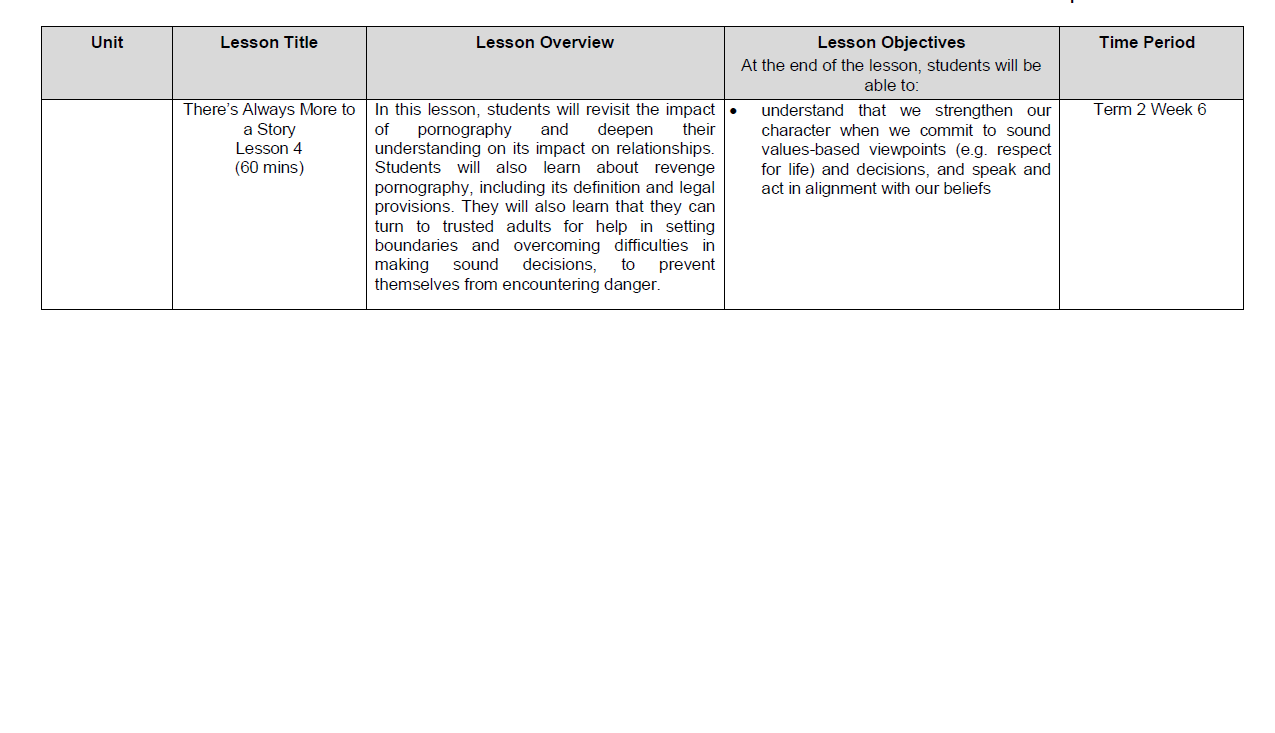 Unit
Lesson Title
Lesson Overview
Lesson Objectives
At the end of the lesson, students will be
able to:
Time Period
There’s Always More to
a Story
Lesson 4
(60 mins)
In this lesson, students will revisit the impact
of pornography and deepen their
understanding on its impact on relationships.
Students will also learn about revenge
pornography, including its definition and legal
provisions. They will also learn that they can
turn to trusted adults for help in setting
boundaries and overcoming difficulties in
making sound decisions, to prevent
themselves from encountering danger.
• understand that we strengthen our
character when we commit to sound
values-based viewpoints (e.g. respect
for life) and decisions, and speak and
act in alignment with our beliefs
Term 2 Week 6